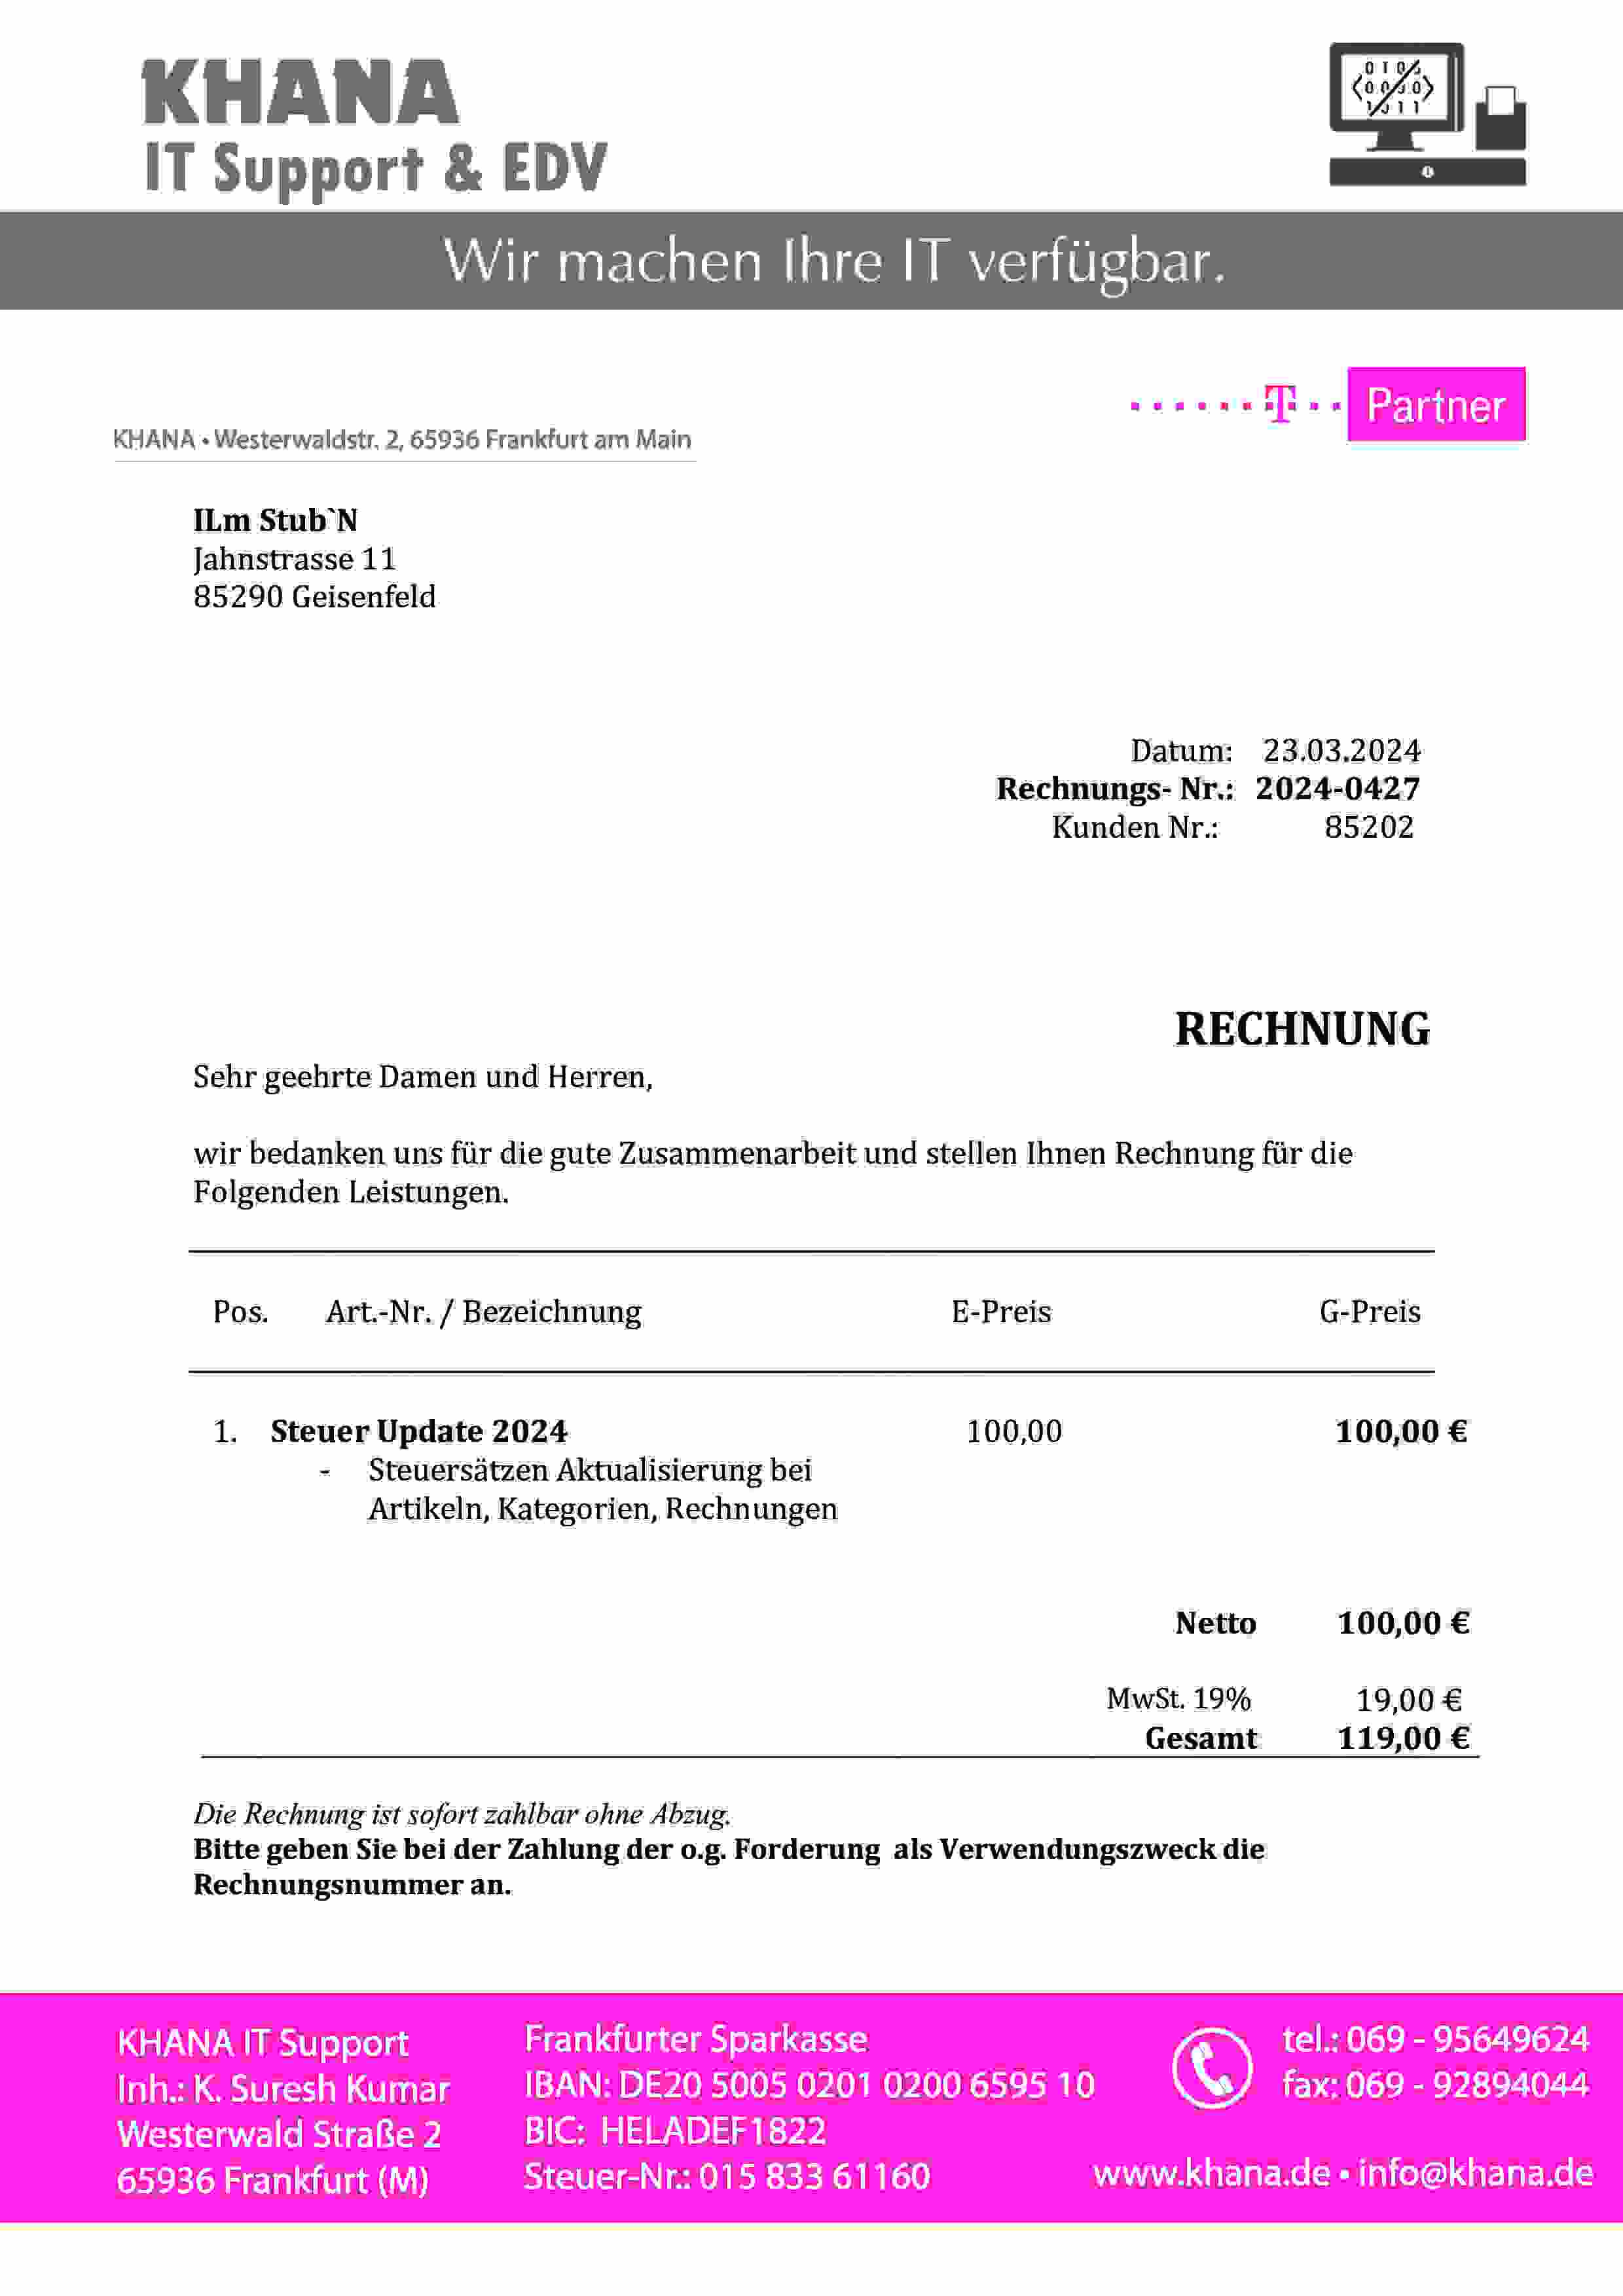 KHANA
IT Support & EDV
Wir machen Ihre IT verfügbar.
T Partner
KHANA • Westerwaldstr. 2, 65936 Frankfurt am Main
ILm Stub`N
Jahnstrasse 11
85290 Geisenfeld
Datum: 23.03.2024
Rechnungs- Nr.: 2024-0427
Kunden Nr.: 85202
RECHNUNG
Sehr geehrte Damen und Herren,
wir bedanken uns für die gute Zusammenarbeit und stellen Ihnen Rechnung für die
Folgenden Leistungen.
Pos. Art.-Nr. / Bezeichnung E-Preis G-Preis
1. Steuer Update 2024 100,00 100,00 €
- Steuersätzen Aktualisierung bei
Artikeln, Kategorien, Rechnungen
Netto 100,00 €
MwSt. 19% 19,00 €
Gesamt 119,00 €
Die Rechnung ist sofort zahlbar ohne Abzug.
Bitte geben Sie bei der Zahlung der o.g. Forderung als Verwendungszweck die
Rechnungsnummer an.
KHANA IT Support
Inh.: K. Suresh Kumar
Westerwald Straße 2
65936 Frankfurt (M)
Frankfurter Sparkasse
IBAN: DE20 5005 0201 0200 6595 10
BIC: HELADEF1822
Steuer-Nr.: 015 833 61160
tel.: 069 - 95649624
fax: 069 - 92894044
www.khana.de • info@khana.de